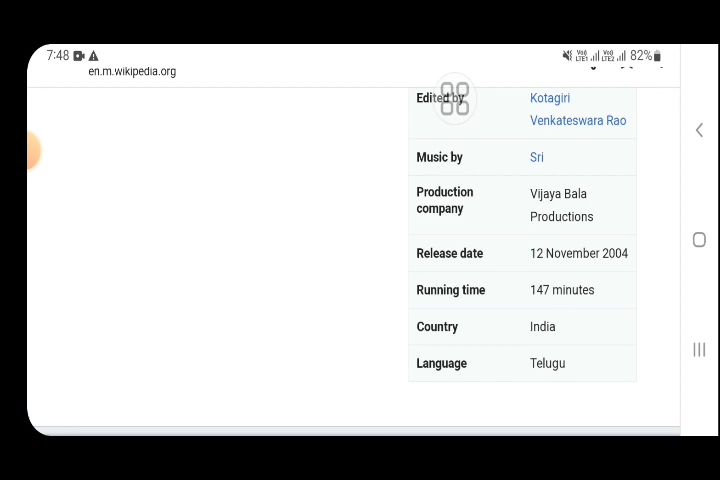 7:48 82%
en.m.wikipedia.org
Edited by Kotagiri
Venkateswara Rao
Music by Sri
Production Vijaya Bala
company Productions
Release date 12 November 2004
Running time 147 minutes
Country India
Language Telugu